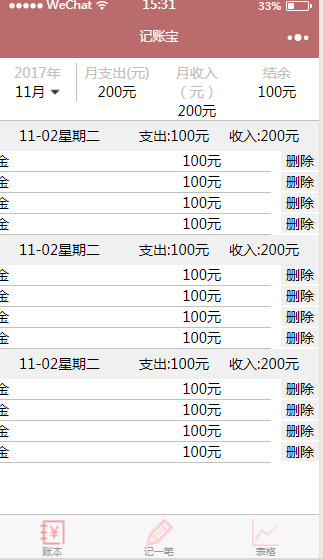 WeChat 15:31 33%
记账宝
2017年 月支出(元) 月收入（元） 结余
11月 200元 200元 100元
11-02星期二 支出:100元 收入:200元
金 100元 删除
金 100元 删除
金 100元 删除
金 100元 删除
11-02星期二 支出:100元 收入:200元
金 100元 删除
金 100元 删除
金 100元 删除
金 100元 删除
11-02星期二 支出:100元 收入:200元
金 100元 删除
金 100元 删除
金 100元 删除
金 100元 删除
账本 记一笔 表格